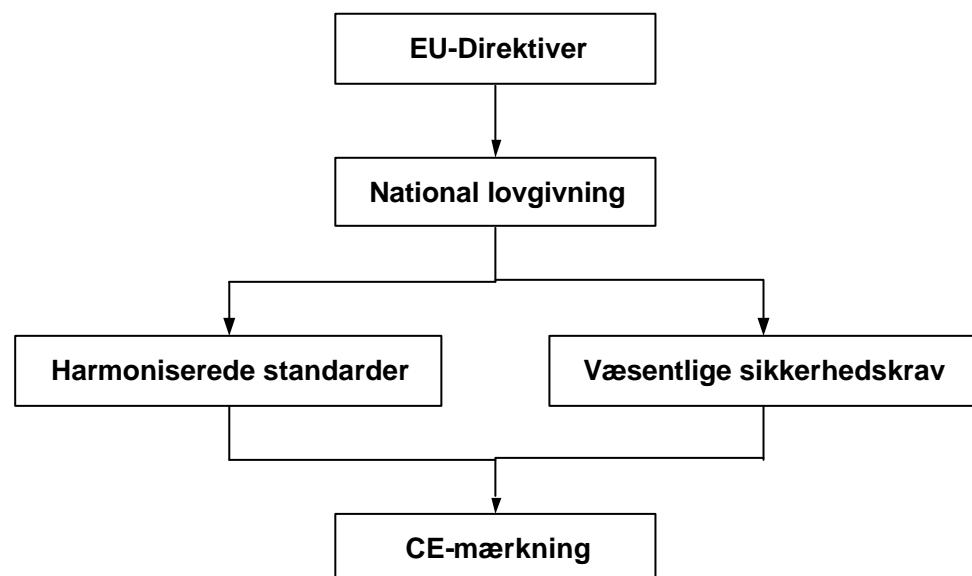 EU-Direktiver
National lovgivning
Harmoniserede standarder
Væsentlige sikkerhedskrav
CE-mærkning